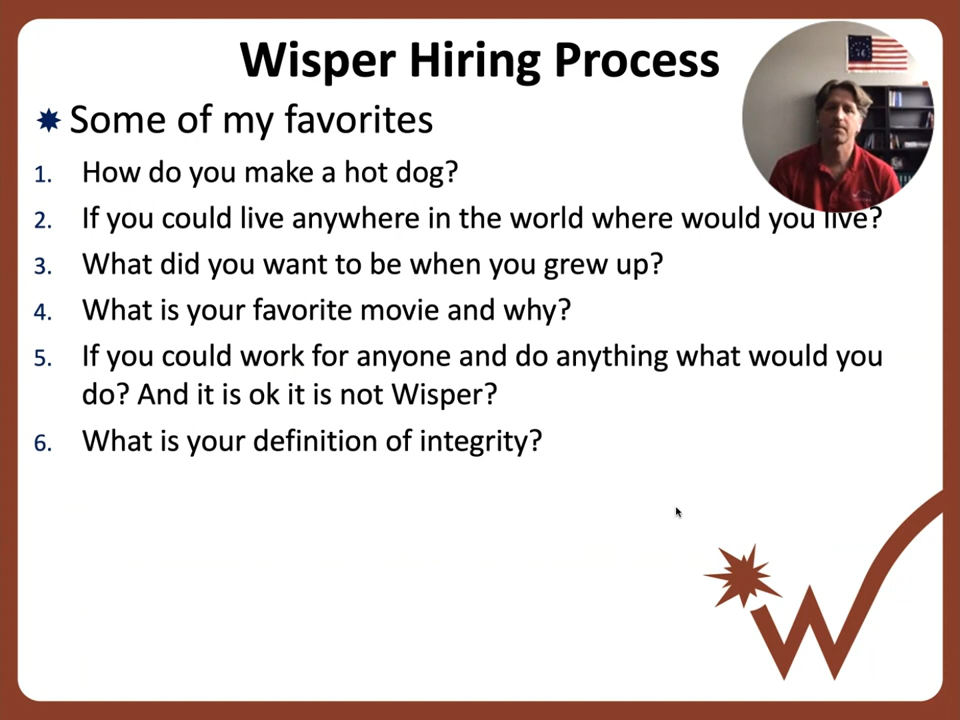 Wisper Hiring Process
Some of my favorites
1. How do you make a hot dog?
2. If you could live anywhere in the world where would you live?
3. What did you want to be when you grew up?
4. What is your favorite movie and why?
5. If you could work for anyone and do anything what would you
do? And it is ok it is not Wisper?
6. What is your definition of integrity?
76
W